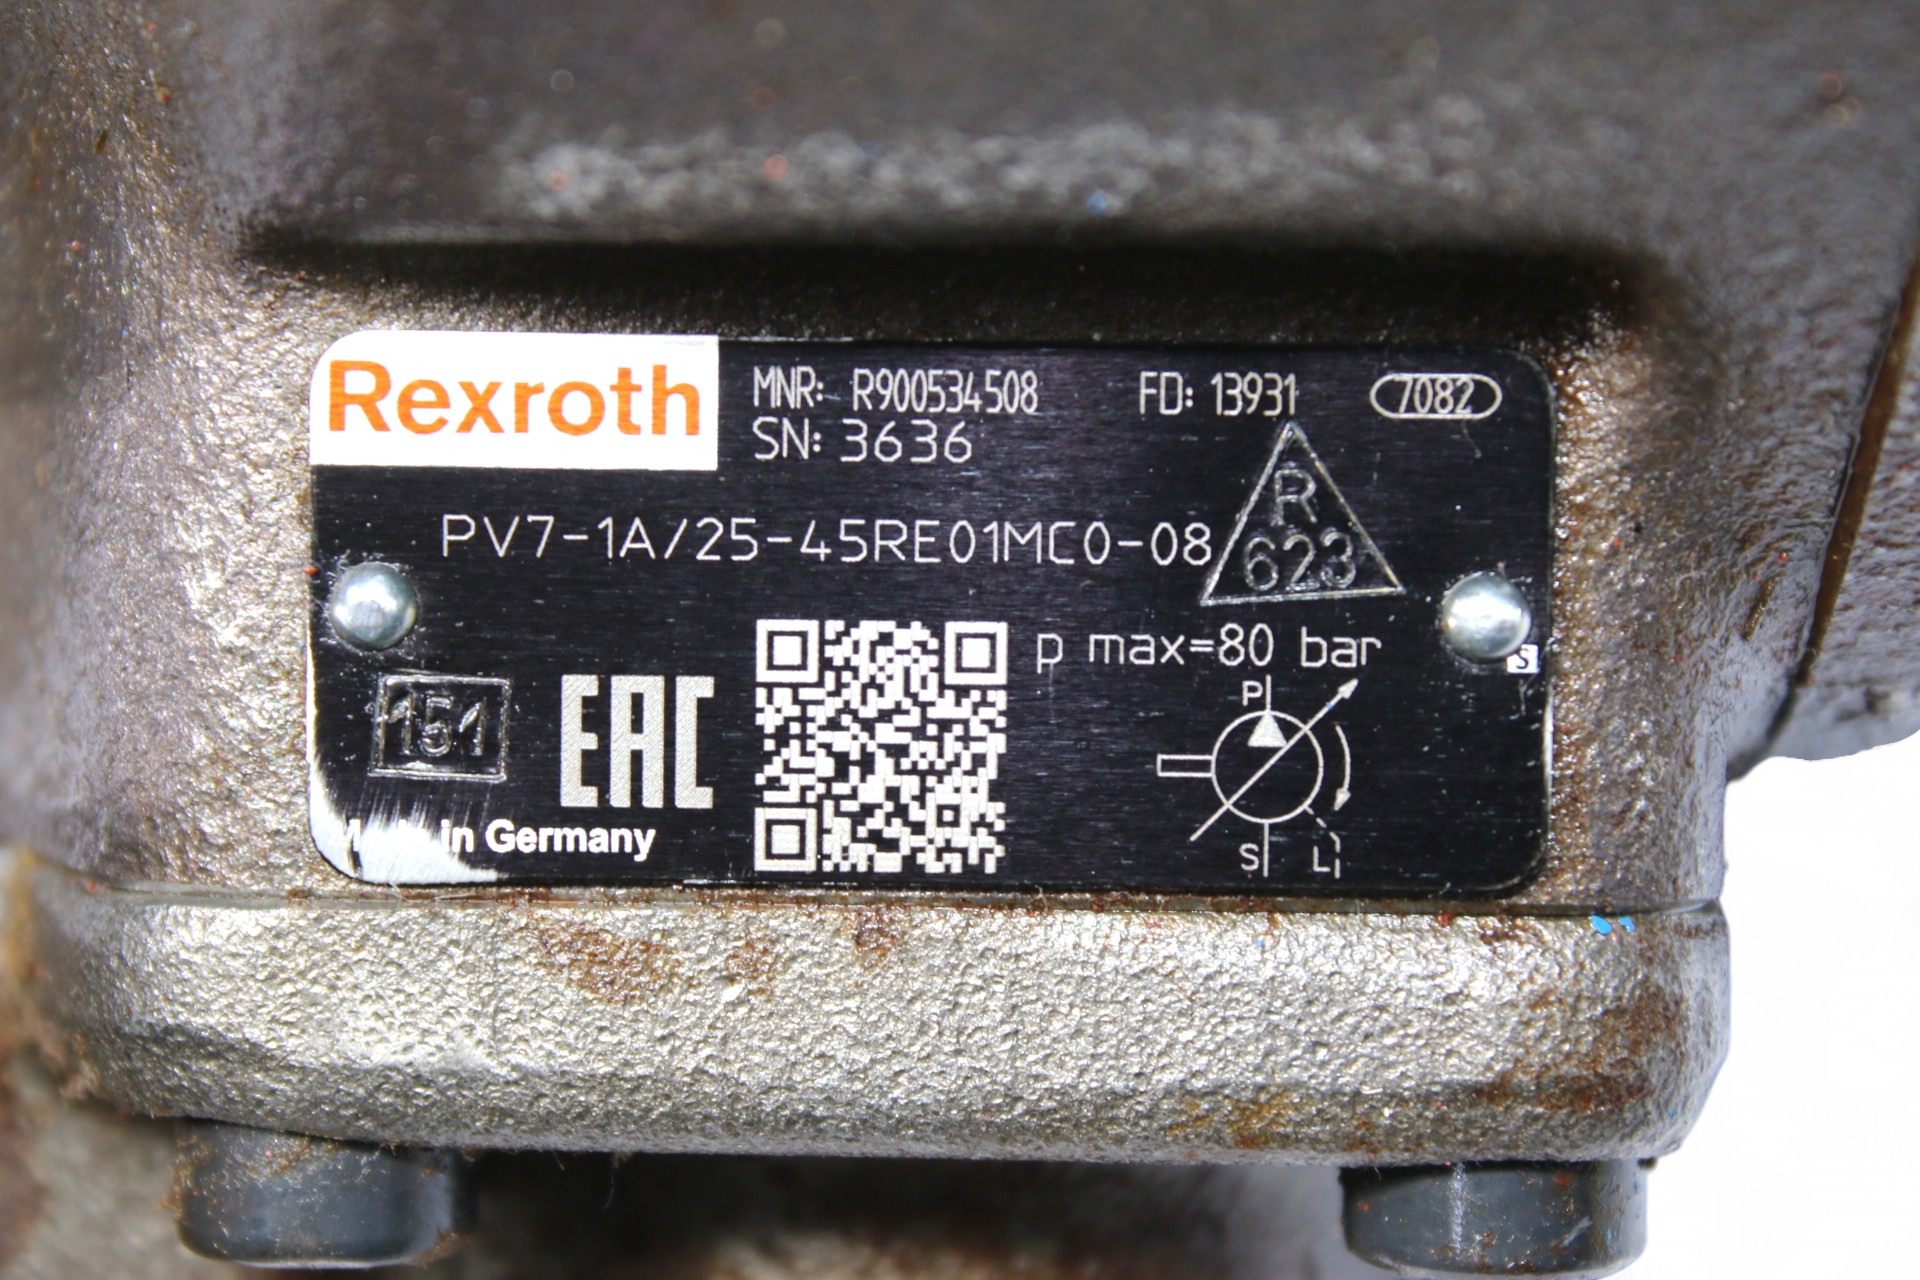 Rexroth
MNR: R900534508 FD: 13931 7082
SN: 3636
PV7-1A/25-45RE01MC0-08
R
623
p max=80 bar
S
151
EAC
P
S L
in Germany